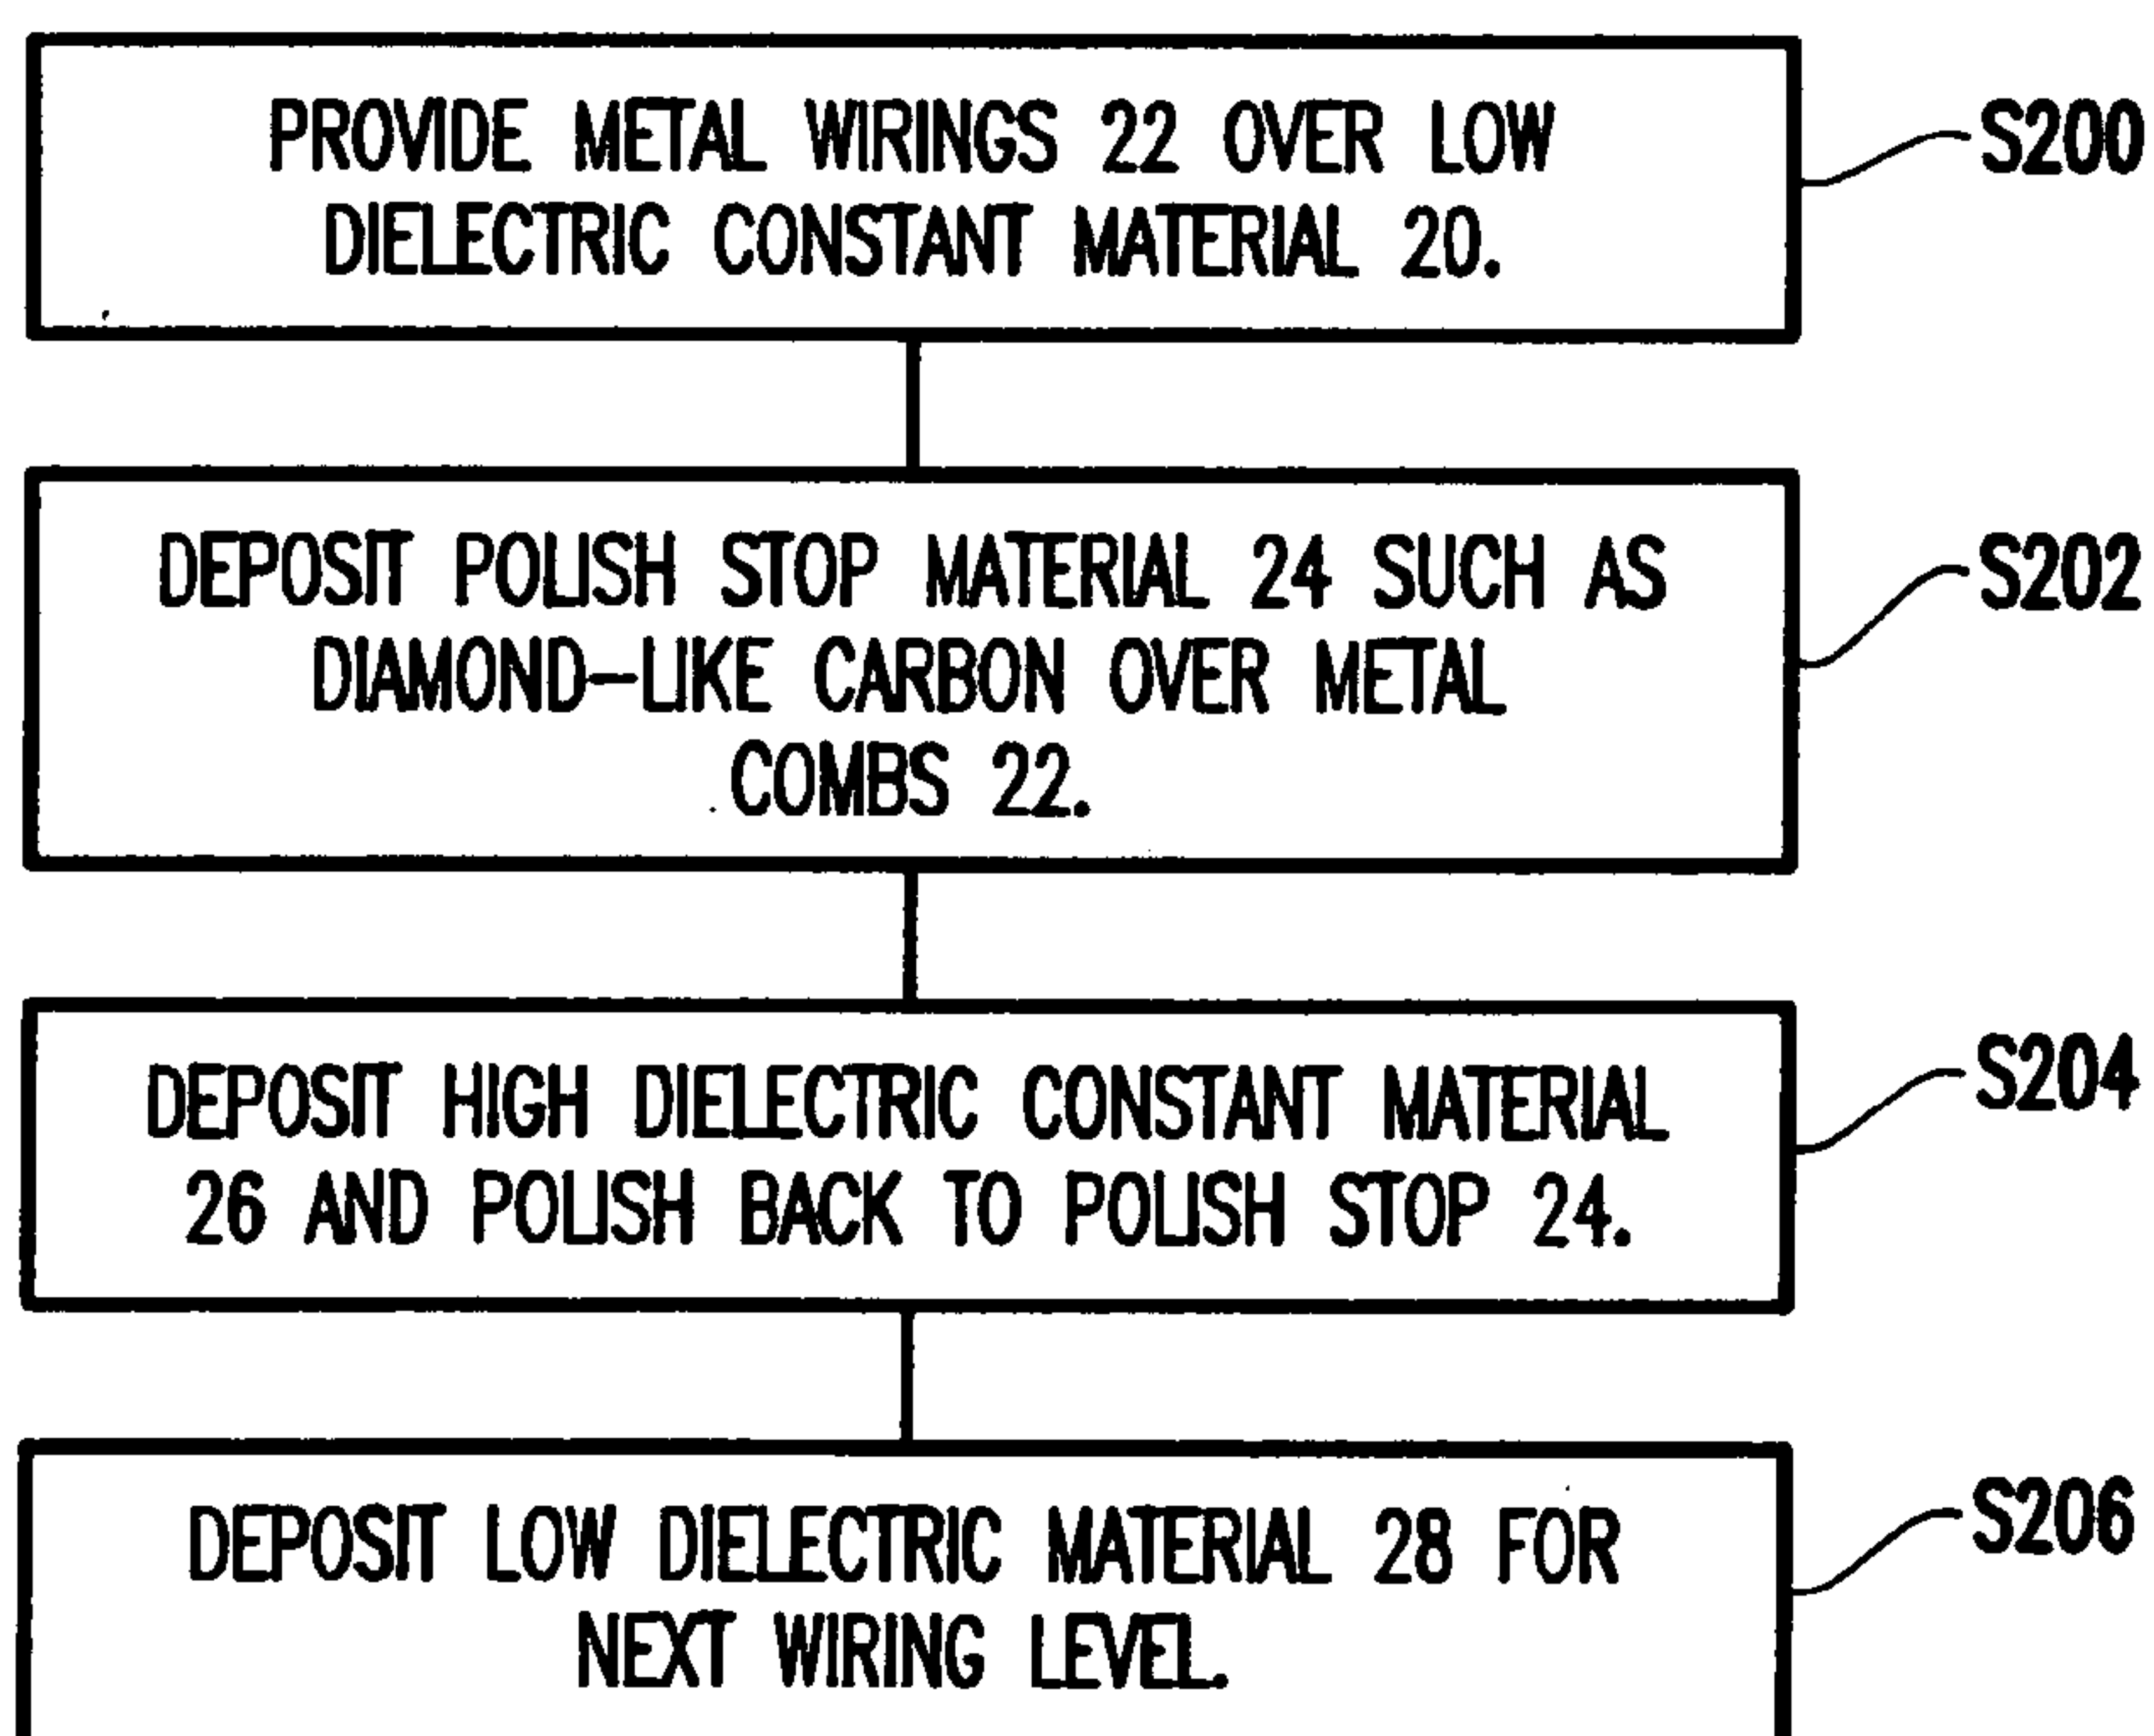 PROVIDE METAL WIRINGS 22 OVER LOW
DIELECTRIC CONSTANT MATERIAL 20.
S200
DEPOSIT POLISH STOP MATERIAL 24 SUCH AS
DIAMOND-LIKE CARBON OVER METAL
COMBS 22.
S202
DEPOSIT HIGH DIELECTRIC CONSTANT MATERIAL
26 AND POLISH BACK TO POLISH STOP 24.
S204
DEPOSIT LOW DIELECTRIC MATERIAL 28 FOR
NEXT WIRING LEVEL.
S206